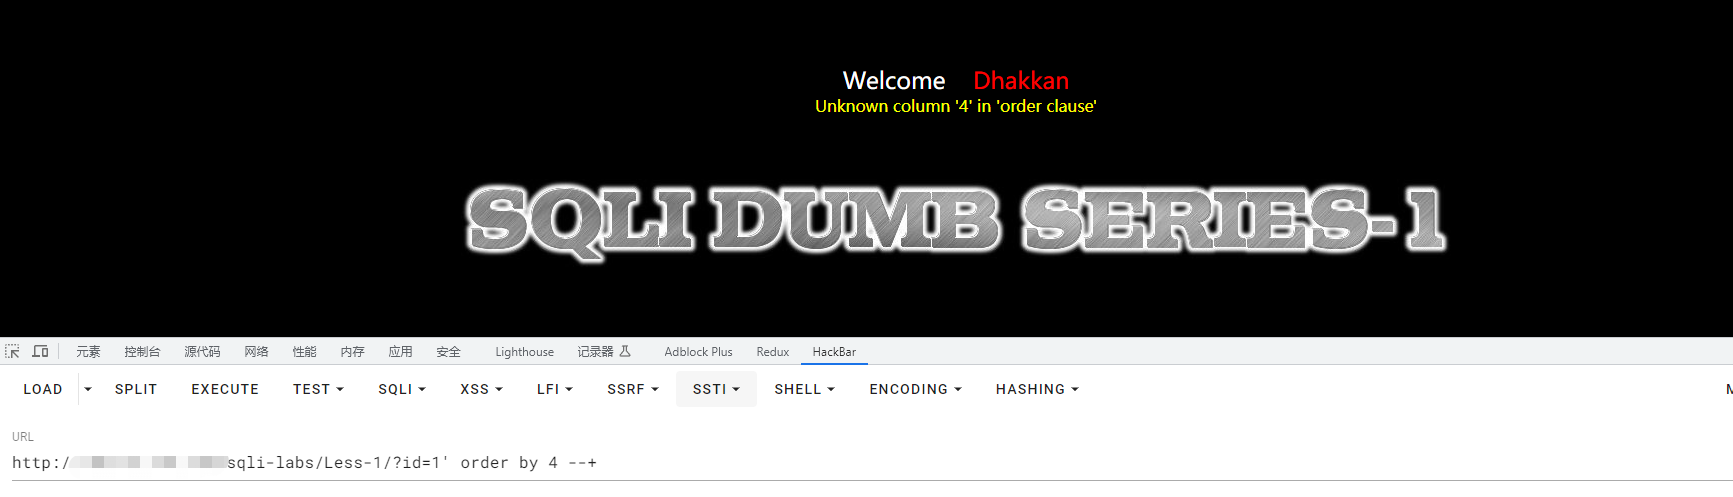 Welcome Dhakkan
Unknown column '4' in 'order clause'
SQLI DUMB SERIES-1
元素 控制台 源代码 网络 性能 内存 应用 安全 Lighthouse 记录器 Adblock Plus Redux HackBar
LOAD SPLIT EXECUTE TEST SQLI XSS LFI SSRF SSTI SHELL ENCODING HASHING
URL
http:/ sqli-labs/Less-1/?id=1' order by 4 --+